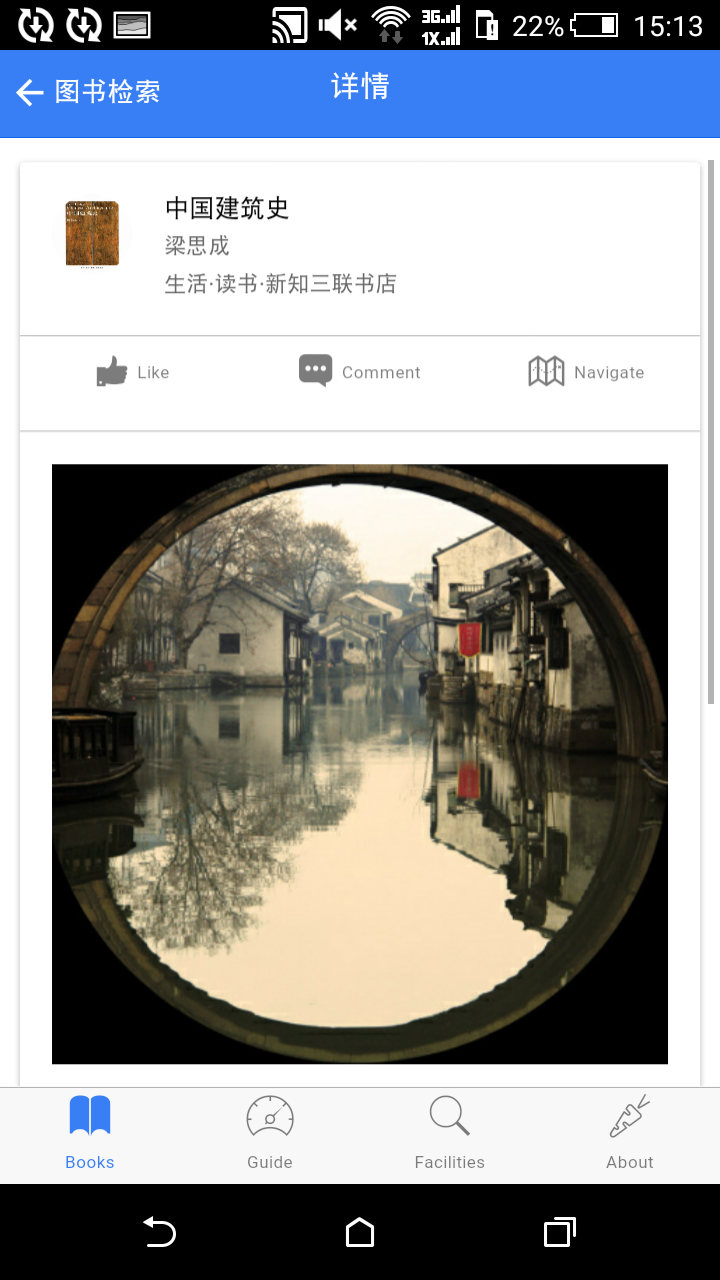 3G
1X
22%
15:13
图书检索
详情
中国建筑史
梁思成
生活·读书·新知三联书店
Like
Comment
Navigate
Books
Guide
Facilities
About